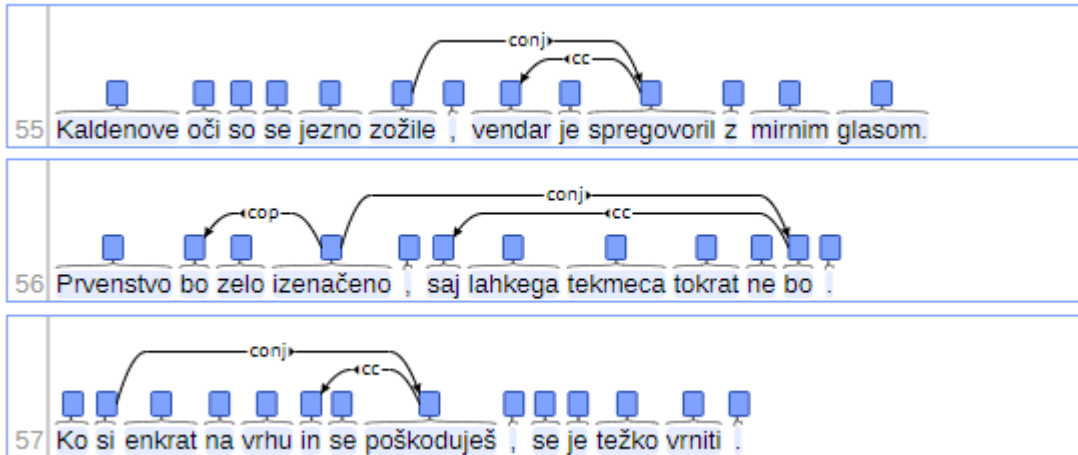 conj
cc
55 Kaldenove oči so se jezno zožile , vendar je spregovoril z mirnim glasom.
conj
cop cc
56 Prvenstvo bo zelo izenačeno , saj lahkega tekmeca tokrat ne bo .
conj
cc
57 Ko si enkrat na vrhu in se poškoduješ , se je težko vrniti .